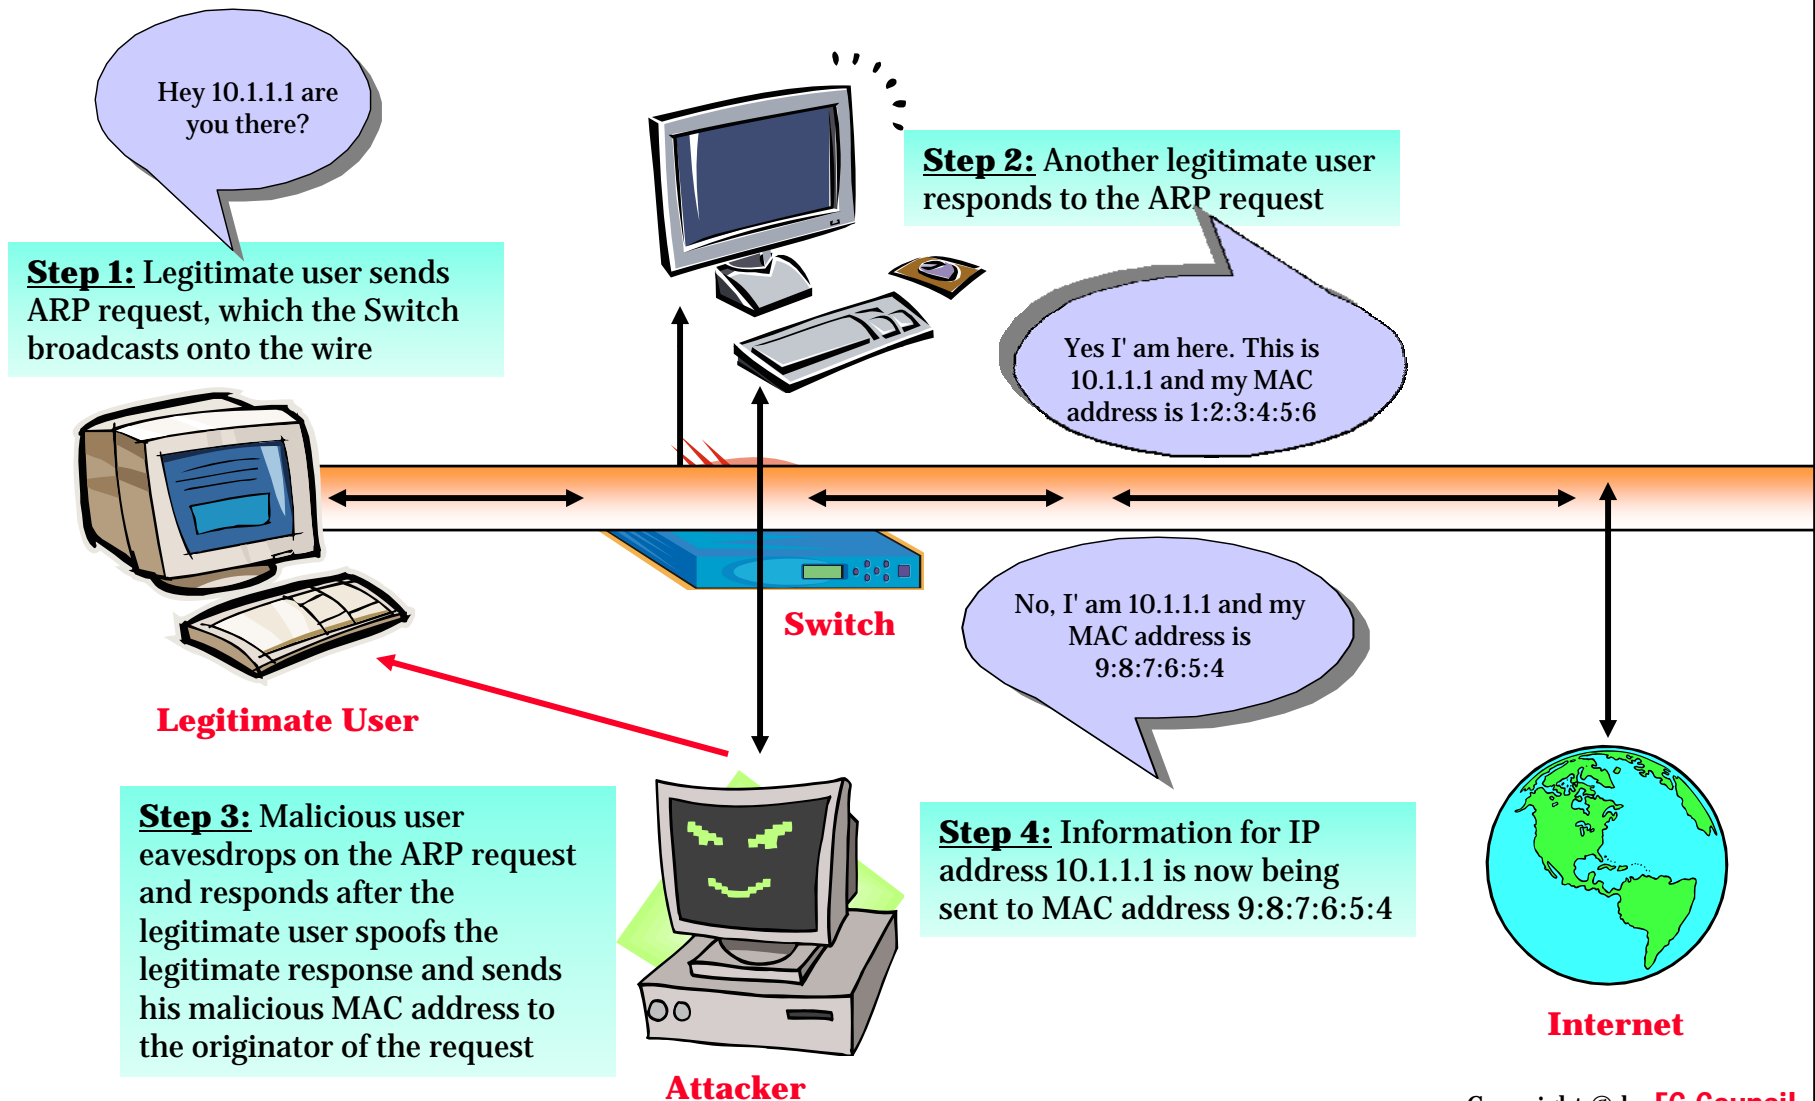 Hey 10.1.1.1 are
you there?
Step 1: Legitimate user sends
ARP request, which the Switch
broadcasts onto the wire
Step 2: Another legitimate user
responds to the ARP request
Yes I' am here. This is
10.1.1.1 and my MAC
address is 1:2:3:4:5:6
Switch
No, I' am 10.1.1.1 and my
MAC address is
9:8:7:6:5:4
Legitimate User
Step 3: Malicious user
eavesdrops on the ARP request
and responds after the
legitimate user spoofs the
legitimate response and sends
his malicious MAC address to
the originator of the request
Step 4: Information for IP
address 10.1.1.1 is now being
sent to MAC address 9:8:7:6:5:4
Internet
Attacker
Copyright © by EC-Council